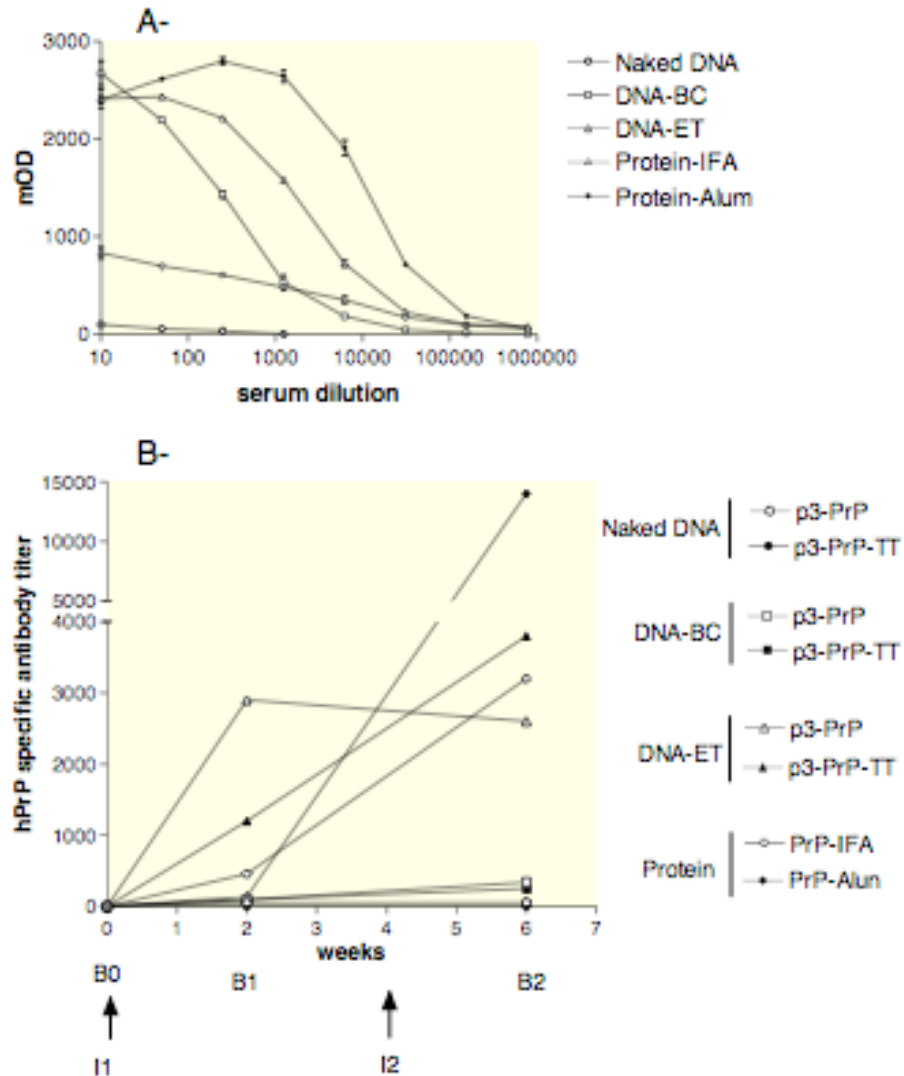 A-
3000
2000
1000
0
mOD
10 100 1000 10000 100000 1000000
serum dilution
Naked DNA
DNA-BC
DNA-ET
Protein-IFA
Protein-Alum
B-
15000
10000
5000
4000
3000
2000
1000
0
hPrP specific antibody titer
0 1 2 3 4 5 6 7
weeks
B0 B1 B2
I1 I2
Naked DNA
p3-PrP
p3-PrP-TT
DNA-BC
p3-PrP
p3-PrP-TT
DNA-ET
p3-PrP
p3-PrP-TT
Protein
PrP-IFA
PrP-Alun